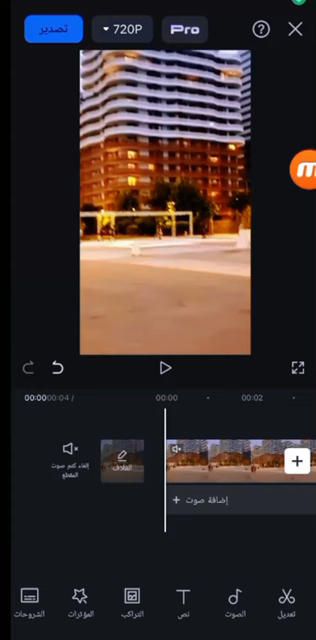 تصدير
720P
Pro
?
00:00
00:04 /
00:00
00:02
إلغاء كتم صوت
المقطع
الغلاف
+ إضافة صوت
الشروحات
المؤثرات
التراكب
نص
الصوت
تعديل